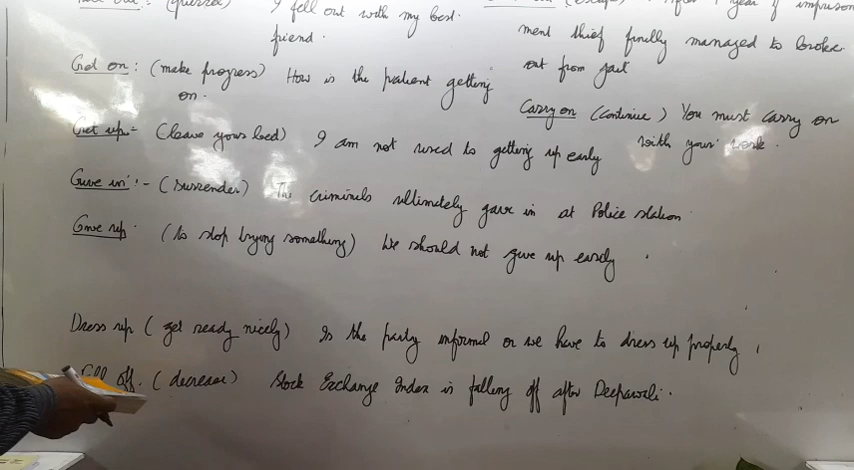 I fell out with my best
friend.
ment thief finally managed to broke
out from jail
Get on: (make progress) How is the patient getting
on.
Carry on (continue) You must carry on
with your work.
Get up:- (leave your bed) I am not used to getting up early
Give in:- (surrender) The criminals ultimately gave in at Police station
Give up (to stop trying something) We should not give up easily.
Dress up (get ready nicely) Is the party informal or we have to dress up properly.
off. (decrease) Stock Exchange Index is falling off after Deepawali.